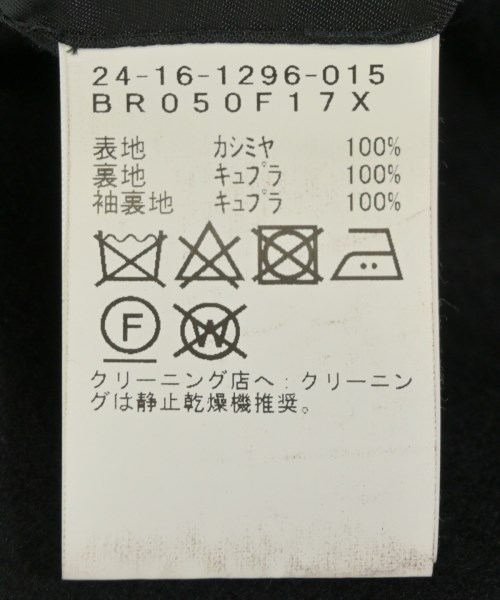 24-16-1296-015
BR050F17X
表地 カシミヤ 100%
裏地 キュプラ 100%
袖裏地 キュプラ 100%
F W
クリーニング店へ：クリーニン
グは静止乾燥機推奨。